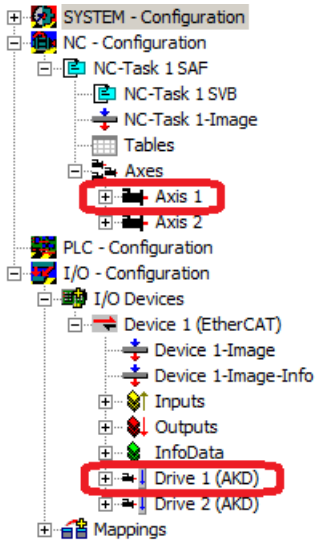 SYSTEM - Configuration
NC - Configuration
NC-Task 1 SAF
NC-Task 1 SVB
NC-Task 1-Image
Tables
Axes
Axis 1
Axis 2
PLC - Configuration
I/O - Configuration
I/O Devices
Device 1 (EtherCAT)
Device 1-Image
Device 1-Image-Info
Inputs
Outputs
InfoData
Drive 1 (AKD)
Drive 2 (AKD)
Mappings